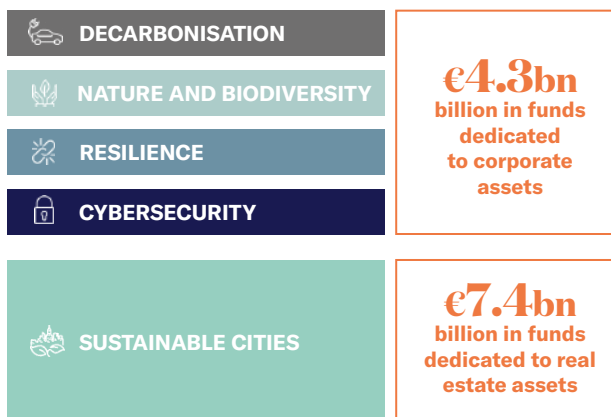 DECARBONISATION
NATURE AND BIODIVERSITY
RESILIENCE
CYBERSECURITY
€4.3bn
billion in funds
dedicated
to corporate
assets
SUSTAINABLE CITIES
€7.4bn
billion in funds
dedicated to real
estate assets